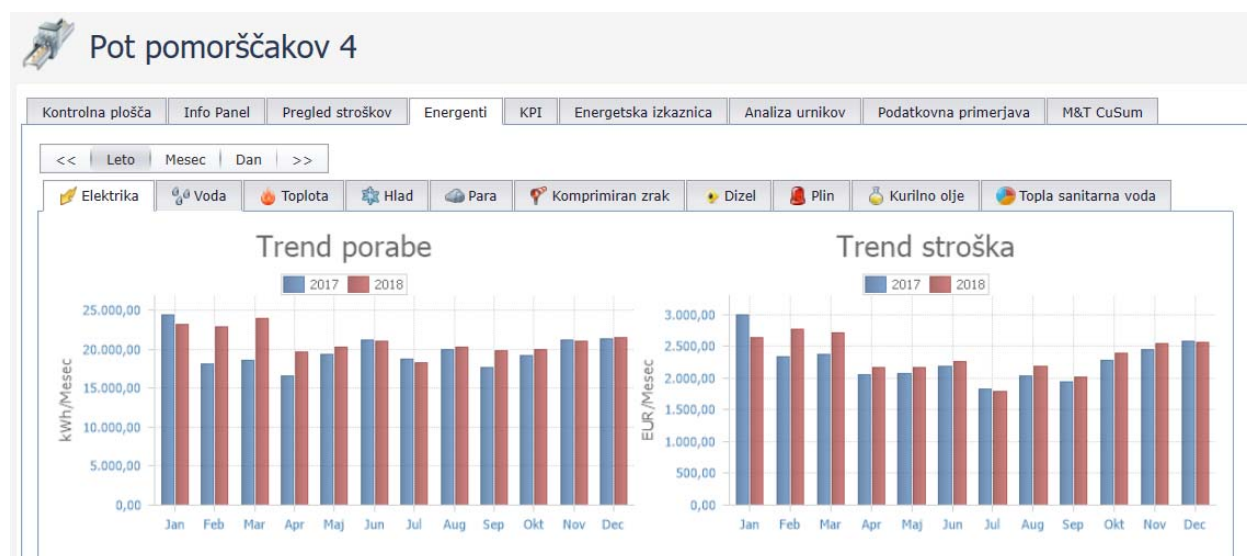 Pot pomorščakov 4
Kontrolna plošča Info Panel Pregled stroškov Energenti KPI Energetska izkaznica Analiza urnikov Podatkovna primerjava M&T CuSum
<< Leto Mesec Dan >>
Elektrika Voda Toplota Hlad Para Komprimiran zrak Dizel Plin Kurilno olje Topla sanitarna voda
Trend porabe
2017 2018
kWh/Mesec
25.000,00
20.000,00
15.000,00
10.000,00
5.000,00
0,00
Jan Feb Mar Apr Maj Jun Jul Aug Sep Okt Nov Dec
Trend stroška
2017 2018
EUR/Mesec
3.000,00
2.500,00
2.000,00
1.500,00
1.000,00
500,00
0,00
Jan Feb Mar Apr Maj Jun Jul Aug Sep Okt Nov Dec